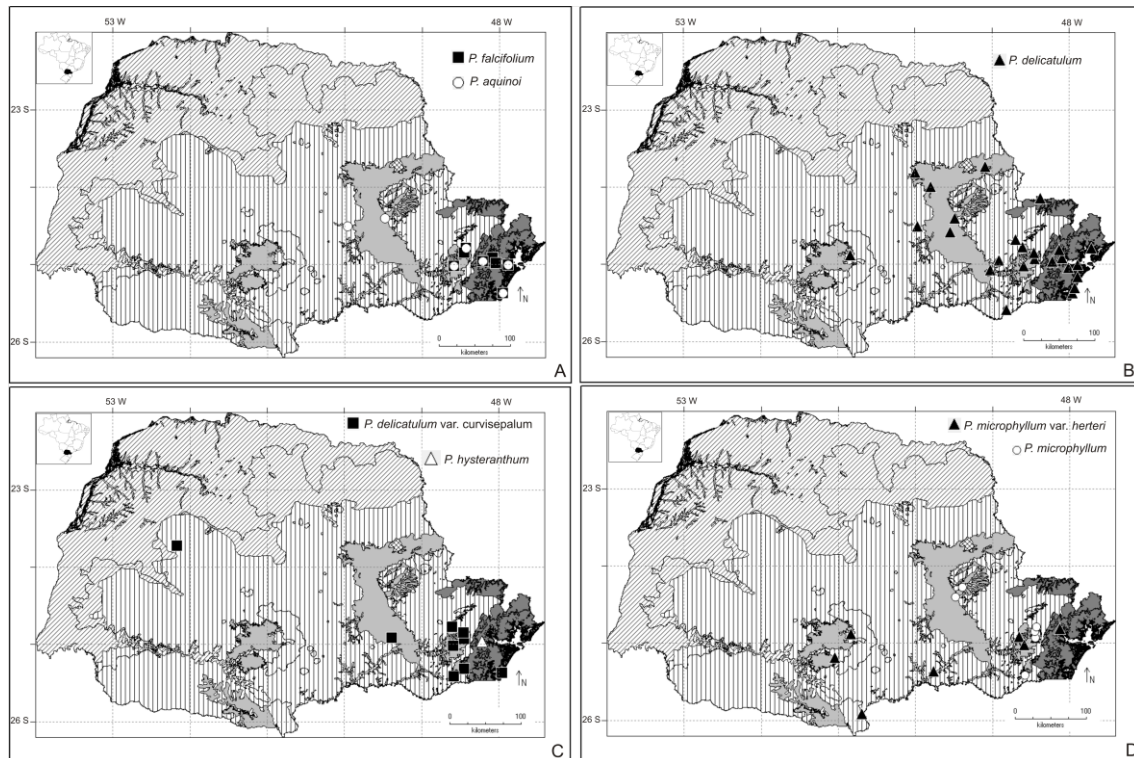 53 W
48 W
P. falcifolium
P. aquinoi
23 S
26 S
N
0 100
kilometers
A
53 W
48 W
P. delicatulum
23 S
26 S
N
0 100
kilometers
B
53 W
48 W
P. delicatulum var. curvisepalum
P. hysteranthum
23 S
26 S
N
0 100
kilometers
C
53 W
48 W
P. microphyllum var. herteri
P. microphyllum
23 S
26 S
N
0 100
kilometers
D